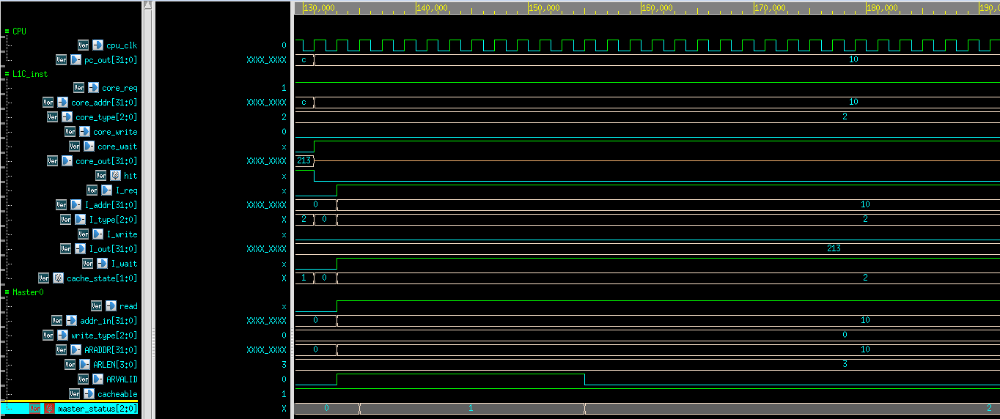 130,000 140,000 150,000 160,000 170,000 180,000 190,0
= CPU
Ver cpu_clk 0
Ver pc_out[31:0] XXXX_XXXX c 10
= L1C_inst
Ver core_req 1
Ver core_addr[31:0] XXXX_XXXX c 10
Ver core_type[2:0] 2 2
Ver core_write 0
Ver core_wait x
Ver core_out[31:0] XXXX_XXXX 213
Ver hit x
Ver I_req x
Ver I_addr[31:0] XXXX_XXXX 0 10
Ver I_type[2:0] X 2 0 2
Ver I_write x
Ver I_out[31:0] XXXX_XXXX 213
Ver I_wait x
Ver cache_state[1:0] X 1 0 2
= Master0
Ver read x
Ver addr_in[31:0] XXXX_XXXX 0 10
Ver write_type[2:0] 0 0
Ver ARADDR[31:0] XXXX_XXXX 0 10
Ver ARLEN[3:0] 3 3
Ver ARVALID 0
Ver cacheable 1
Ver master_status[2:0] X 0 1 2